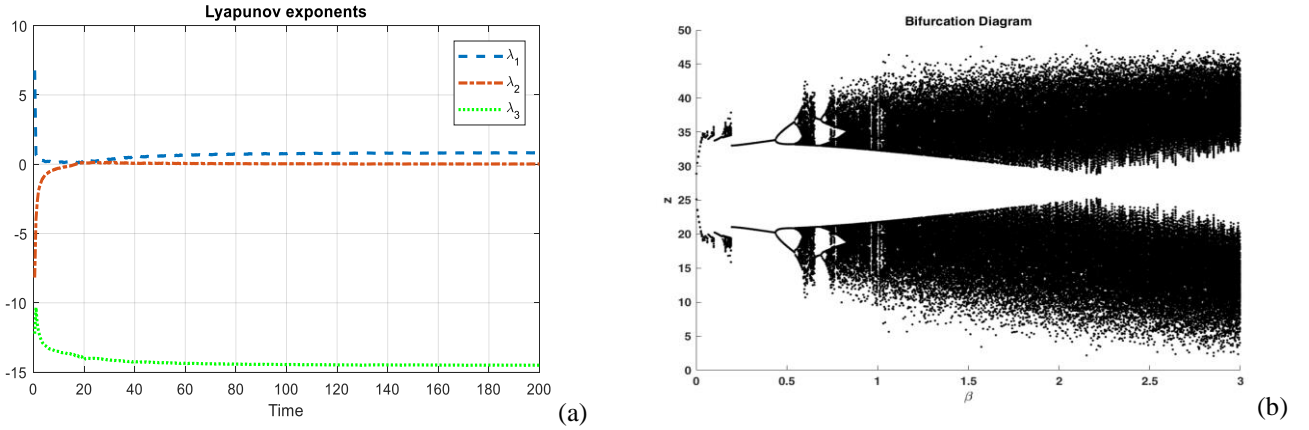 Lyapunov exponents
10
5
0
-5
-10
-15
0 20 40 60 80 100 120 140 160 180 200
Time
λ1
λ2
λ3
(a)
Bifurcation Diagram
50
45
40
35
30
25
20
15
10
5
0
z
0 0.5 1 1.5 2 2.5 3
β
(b)